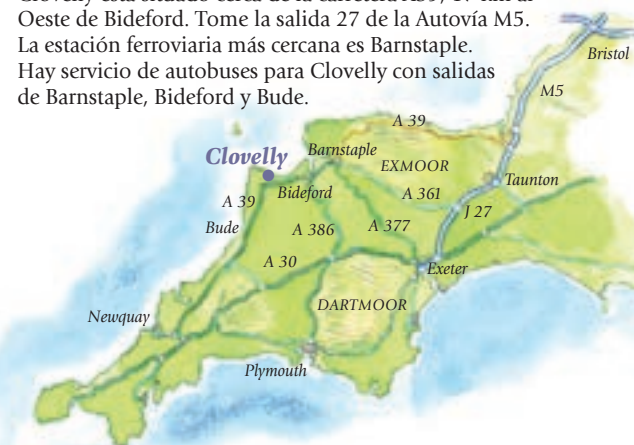 Oeste de Bideford. Tome la salida 27 de la Autovía M5.
La estación ferroviaria más cercana es Barnstaple.
Hay servicio de autobuses para Clovelly con salidas
de Barnstaple, Bideford y Bude.
Bristol
M5
A 39
Clovelly
Barnstaple
EXMOOR
Taunton
A 39
Bideford
A 361
J 27
Bude
A 386
A 377
A 30
Exeter
Newquay
DARTMOOR
Plymouth